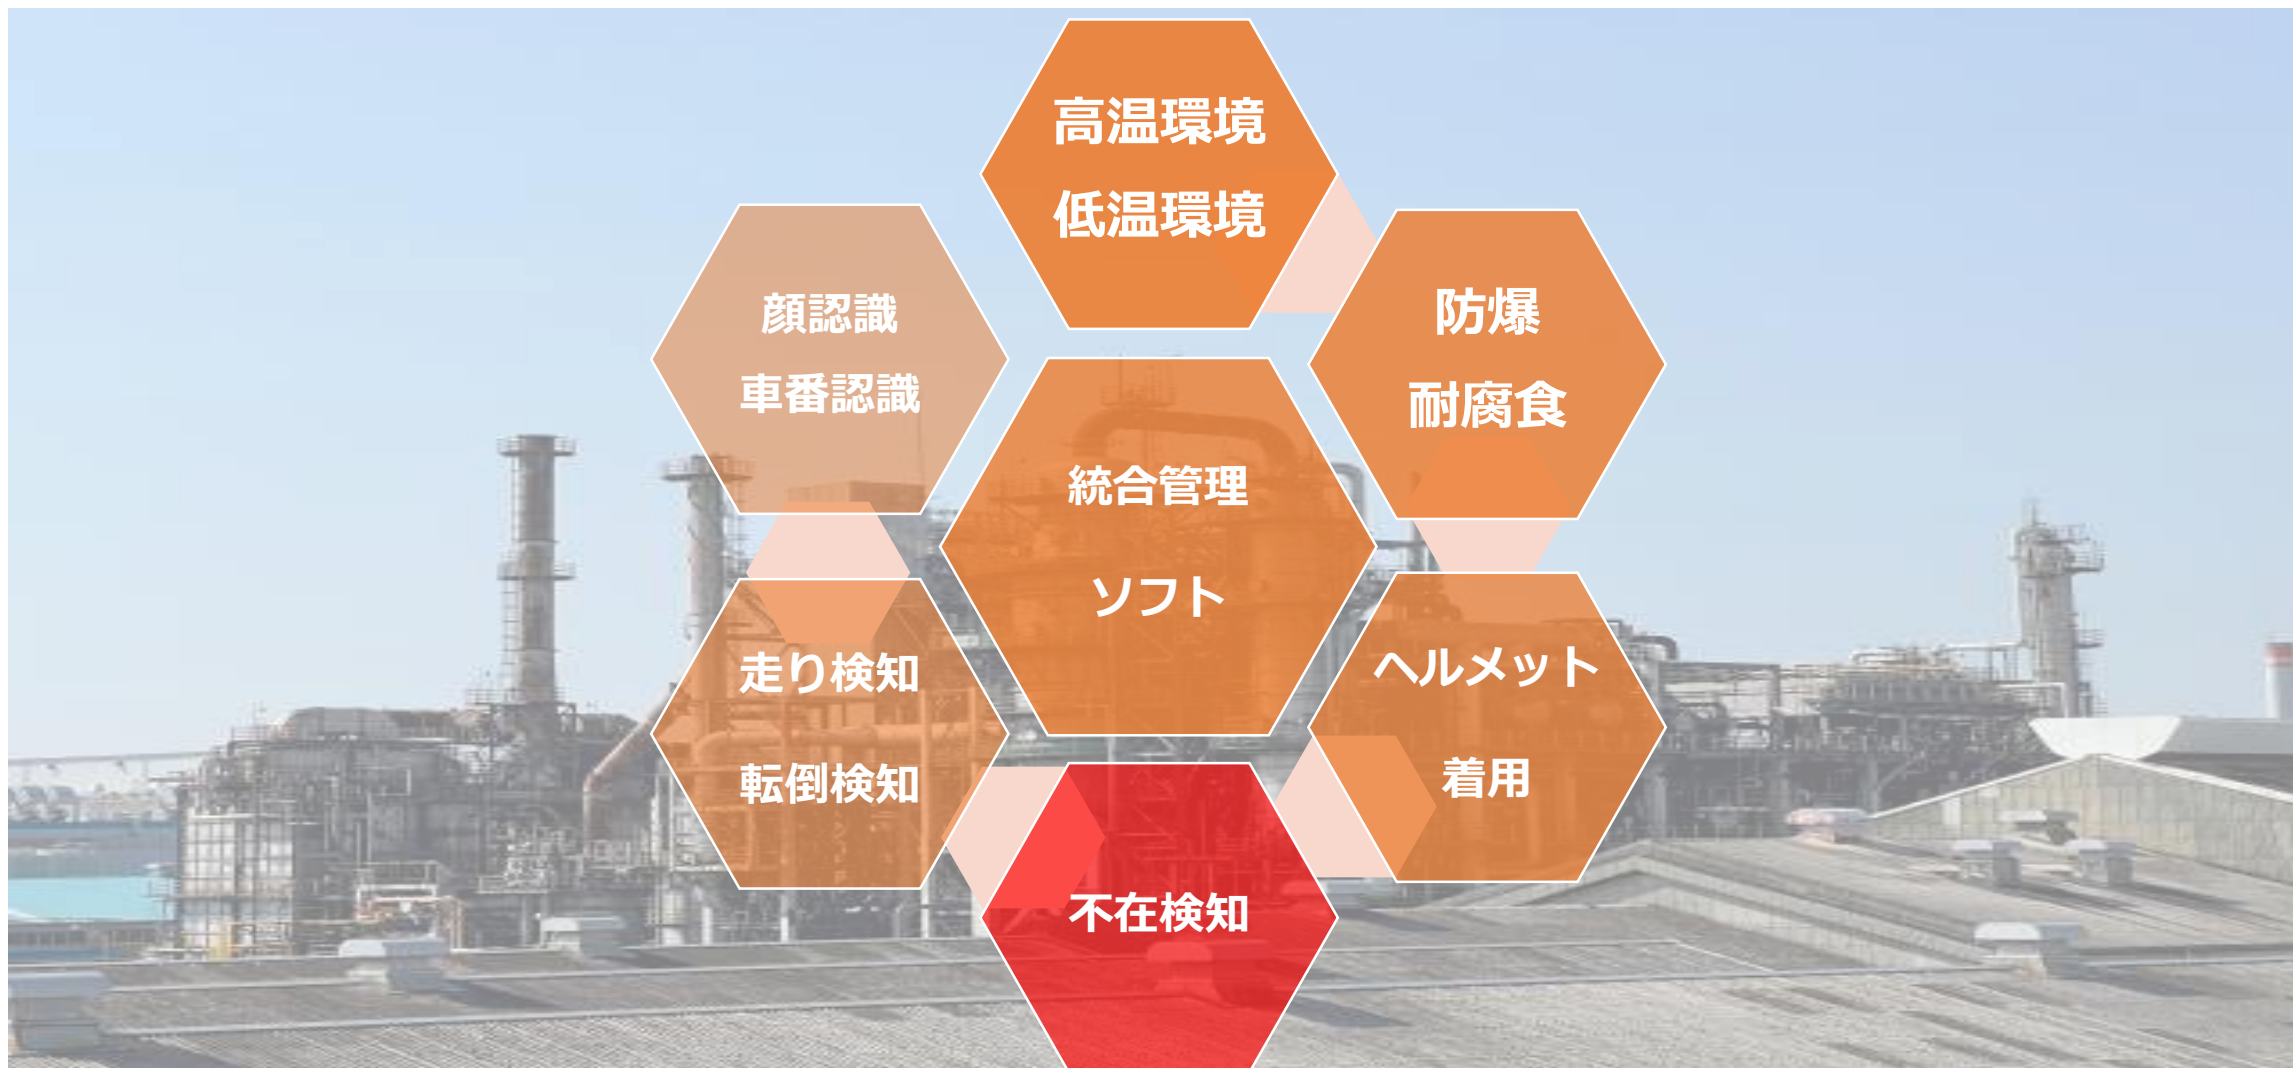 高温環境
低温環境
防爆
耐腐食
顔認識
車番認識
統合管理
ソフト
ヘルメット
着用
走り検知
転倒検知
不在検知